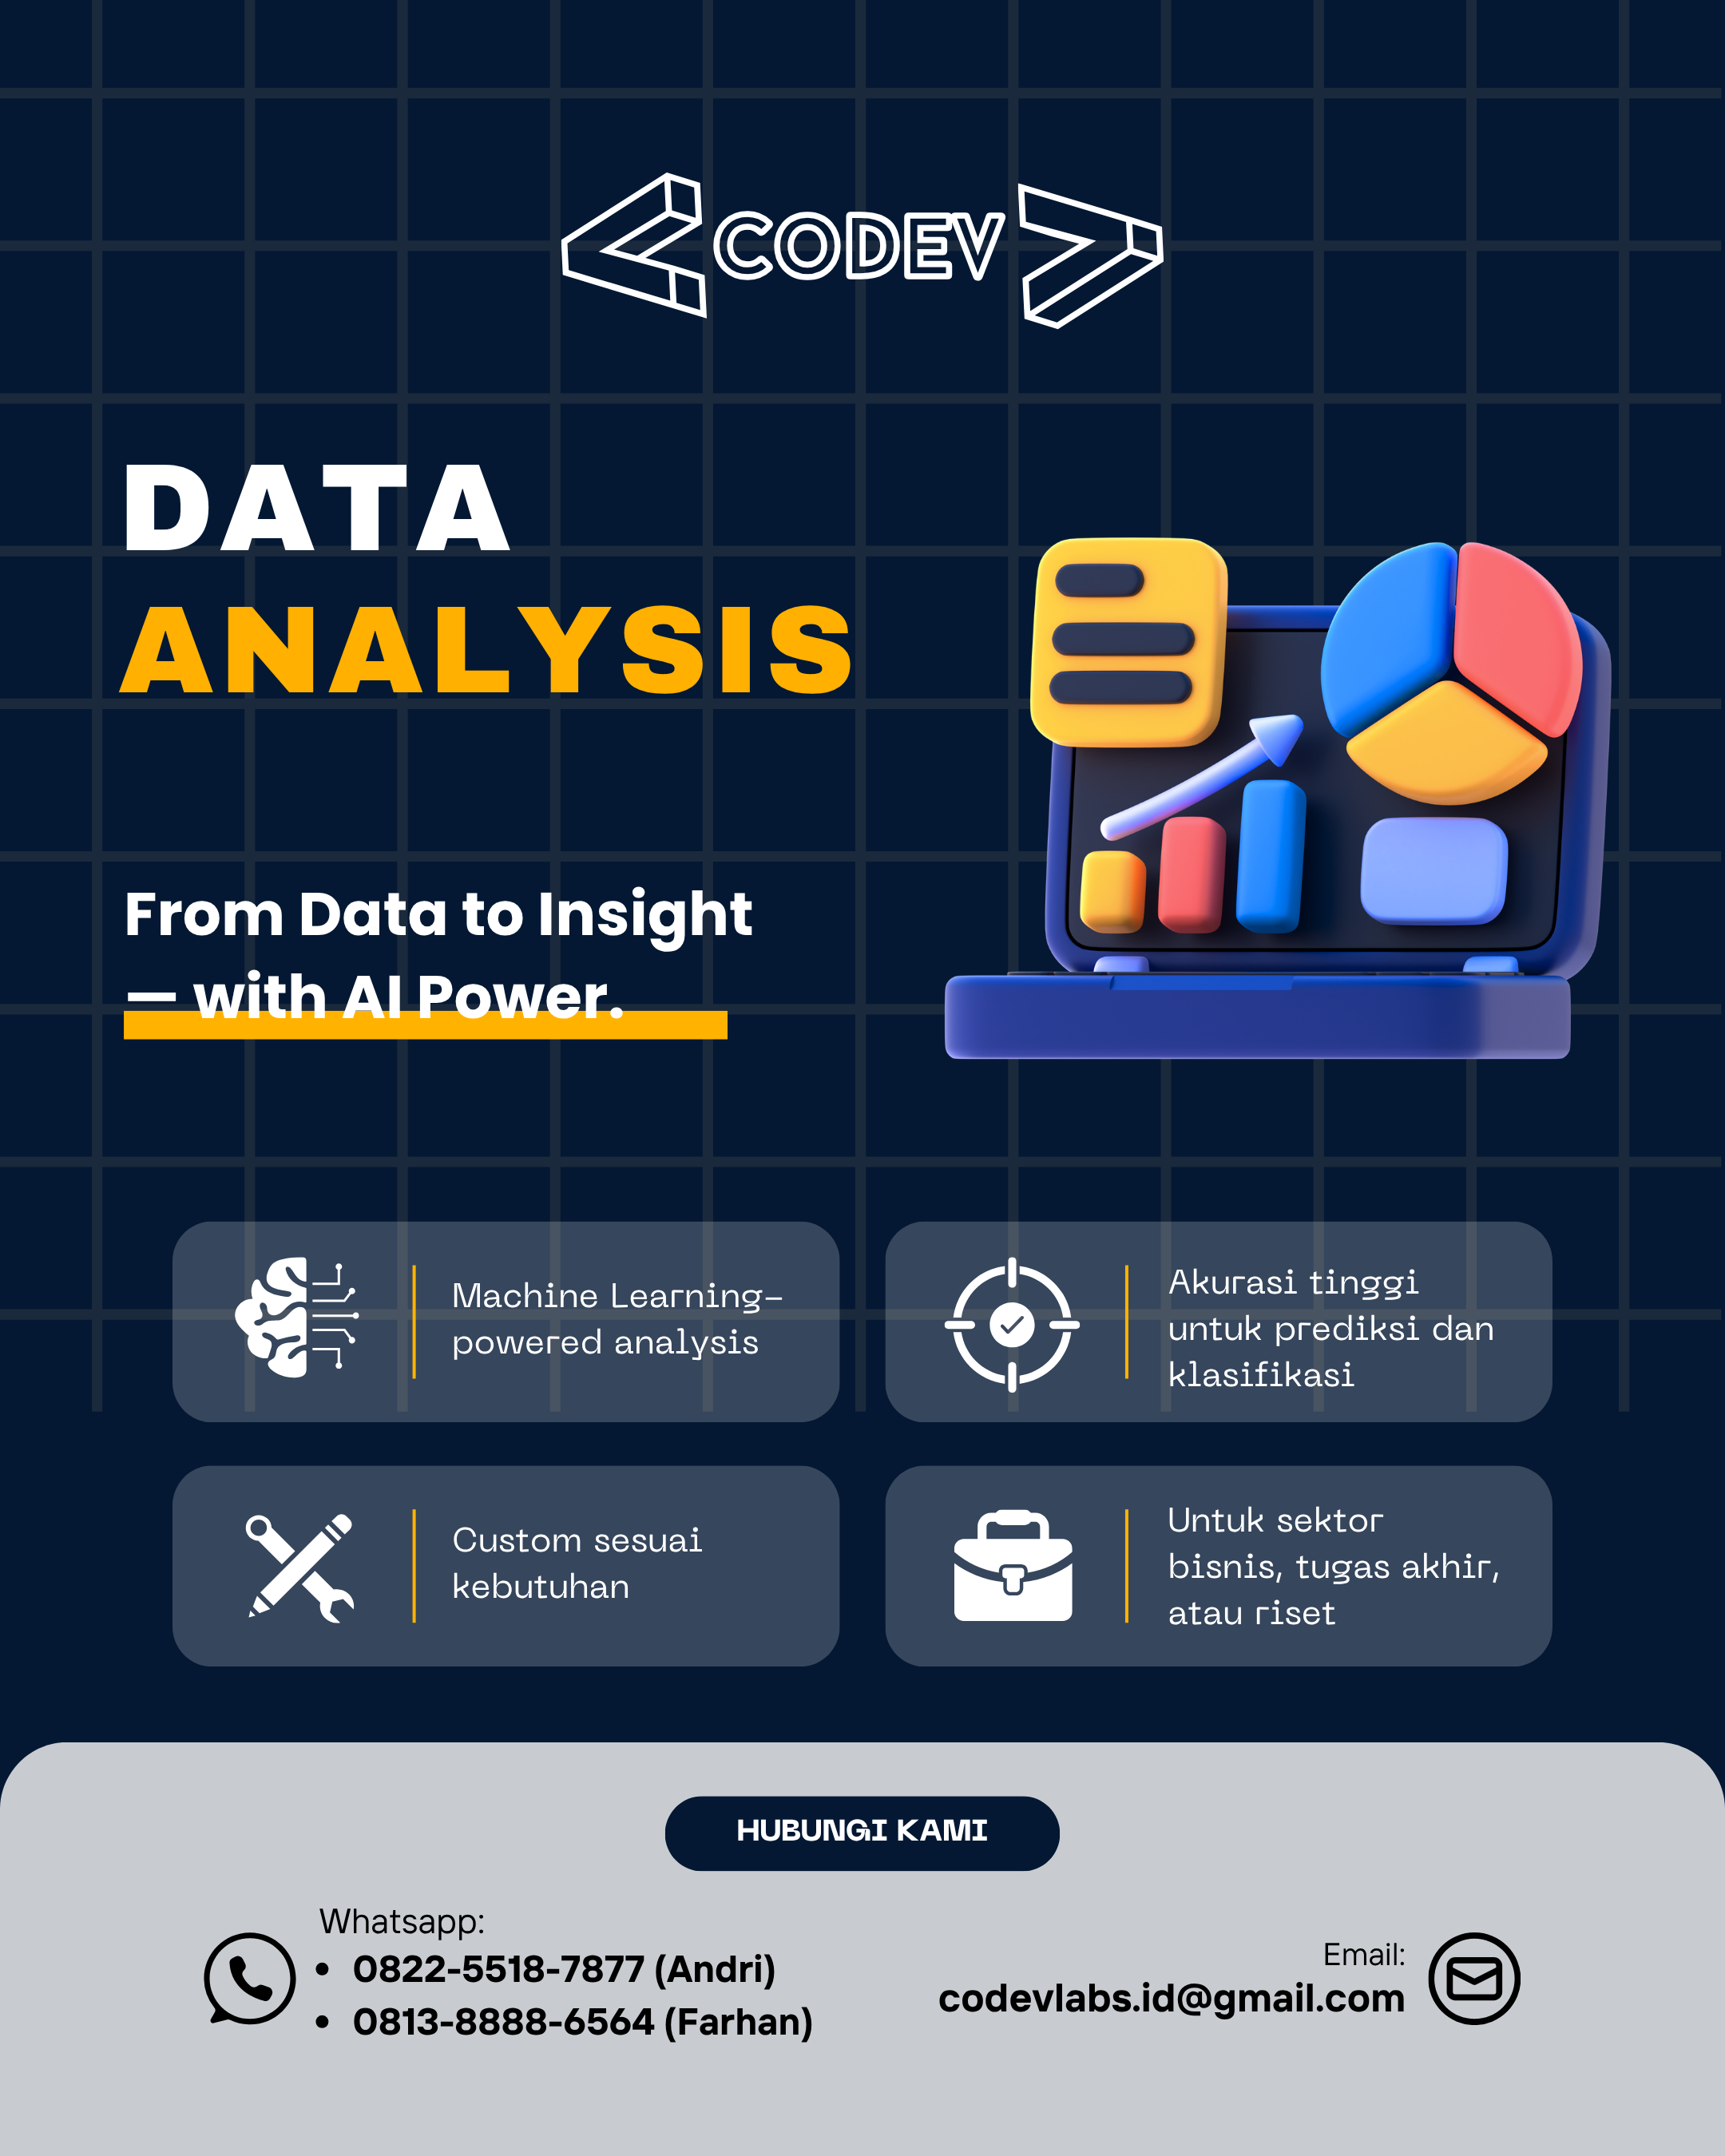 CODEV
DATA
ANALYSIS
From Data to Insight
— with AI Power.
Machine Learning-
powered analysis
Akurasi tinggi
untuk prediksi dan
klasifikasi
Custom sesuai
kebutuhan
Untuk sektor
bisnis, tugas akhir,
atau riset
HUBUNGI KAMI
Whatsapp:
• 0822-5518-7877 (Andri)
• 0813-8888-6564 (Farhan)
Email:
codevlabs.id@gmail.com